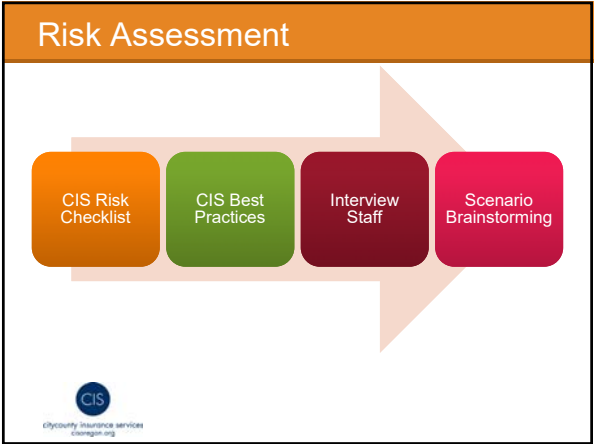 Risk Assessment
CIS Risk
Checklist
CIS Best
Practices
Interview
Staff
Scenario
Brainstorming
CIS
citycounty insurance services
cisoregon.org